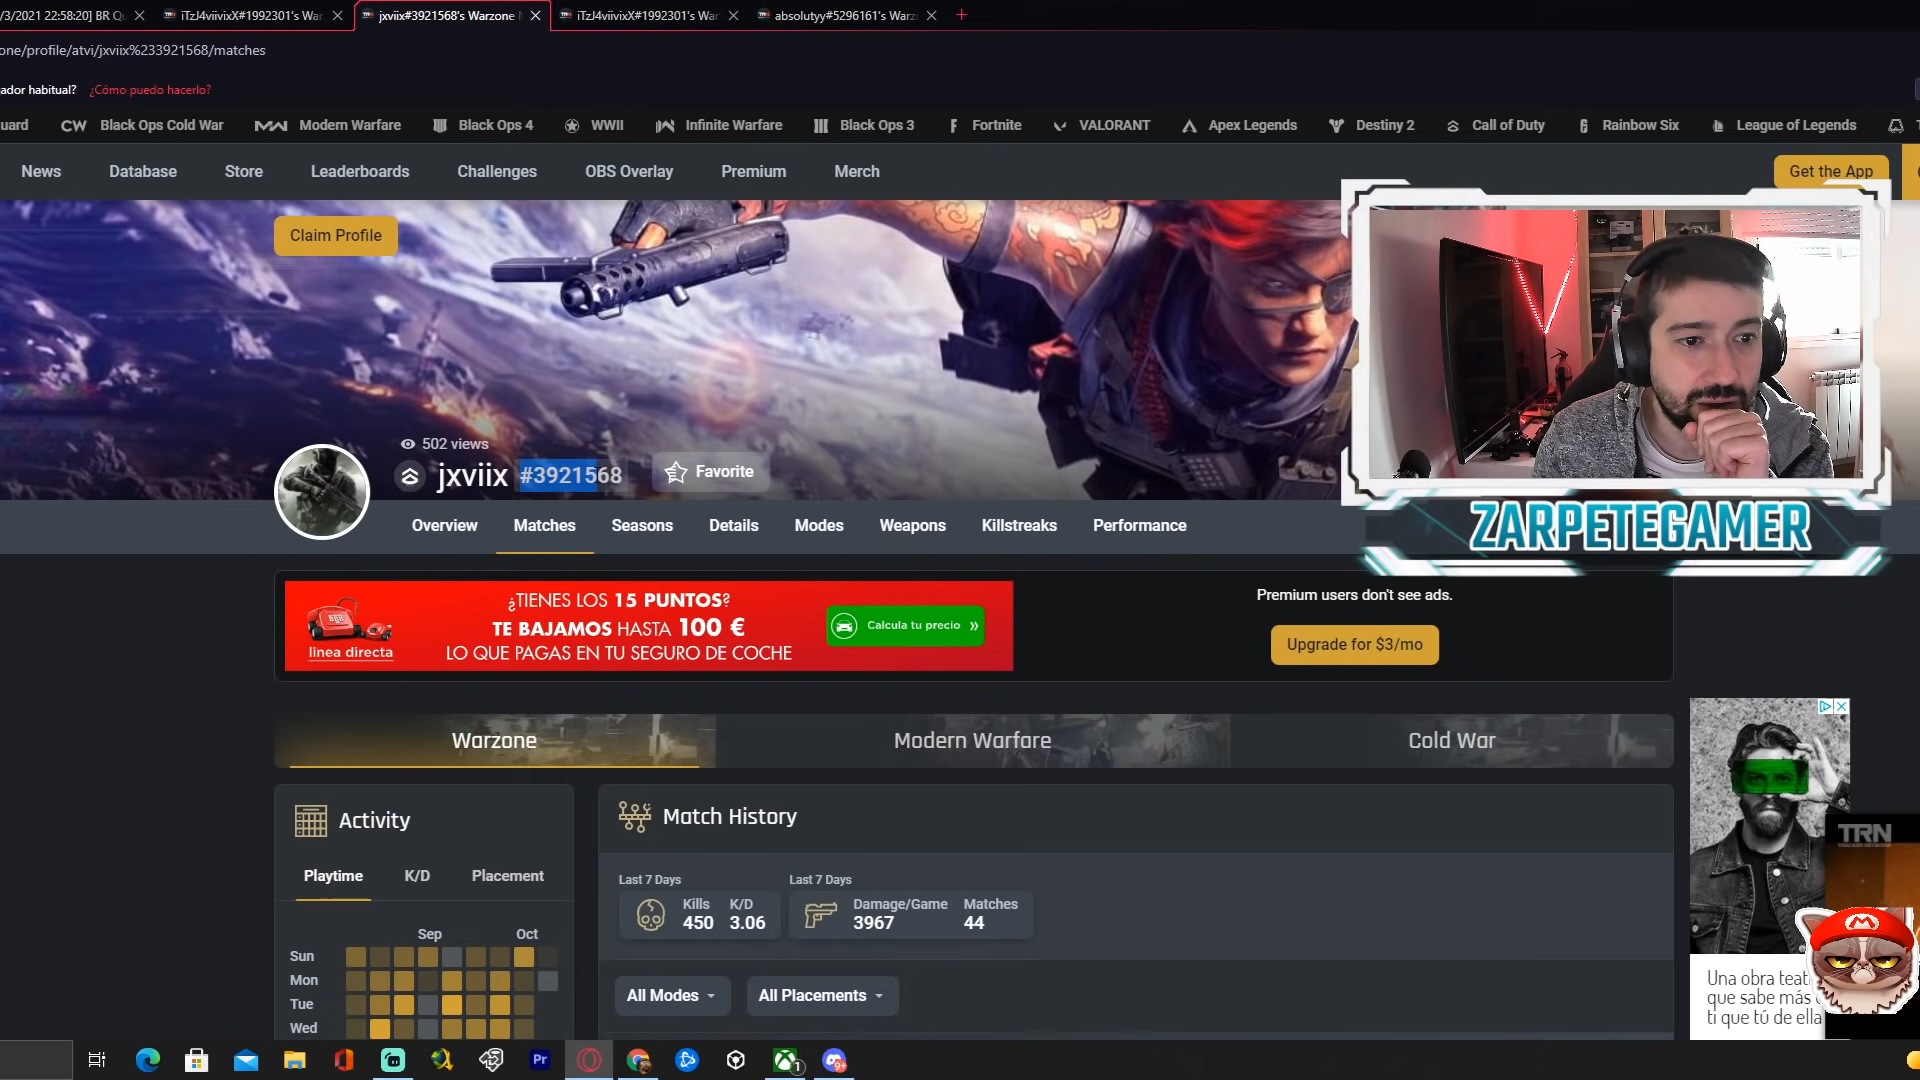 /3/2021 22:58:20] BR Qu
iTzJ4viivixX#1992301's War
jxviix#3921568's Warzone M
iTzJ4viivixX#1992301's War
absolutyy#5296161's Warz
one/profile/atvi/jxviix%233921568/matches
ador habitual? ¿Cómo puedo hacerlo?
uard CW Black Ops Cold War Modern Warfare Black Ops 4 WWII Infinite Warfare Black Ops 3 Fortnite VALORANT Apex Legends Destiny 2 Call of Duty Rainbow Six League of Legends
News Database Store Leaderboards Challenges OBS Overlay Premium Merch Get the App
Claim Profile
502 views
jxviix #3921568 Favorite
Overview Matches Seasons Details Modes Weapons Killstreaks Performance
ZARPETEGAMER
¿TIENES LOS 15 PUNTOS?
TE BAJAMOS HASTA 100 €
LO QUE PAGAS EN TU SEGURO DE COCHE
línea directa
Calcula tu precio »
Premium users don't see ads.
Upgrade for $3/mo
Warzone Modern Warfare Cold War
Activity
Playtime K/D Placement
Sep Oct
Sun
Mon
Tue
Wed
Match History
Last 7 Days Last 7 Days
Kills K/D Damage/Game Matches
450 3.06 3967 44
All Modes All Placements
TRN
Una obra teat
que sabe más
ti que tú de ella
Pr
1
9+